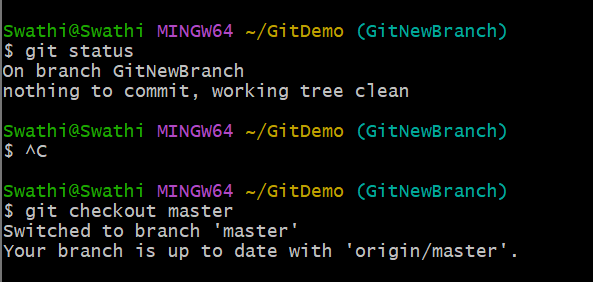 Swathi@Swathi MINGW64 ~/GitDemo (GitNewBranch)
$ git status
On branch GitNewBranch
nothing to commit, working tree clean
Swathi@Swathi MINGW64 ~/GitDemo (GitNewBranch)
$ ^C
Swathi@Swathi MINGW64 ~/GitDemo (GitNewBranch)
$ git checkout master
Switched to branch 'master'
Your branch is up to date with 'origin/master'.